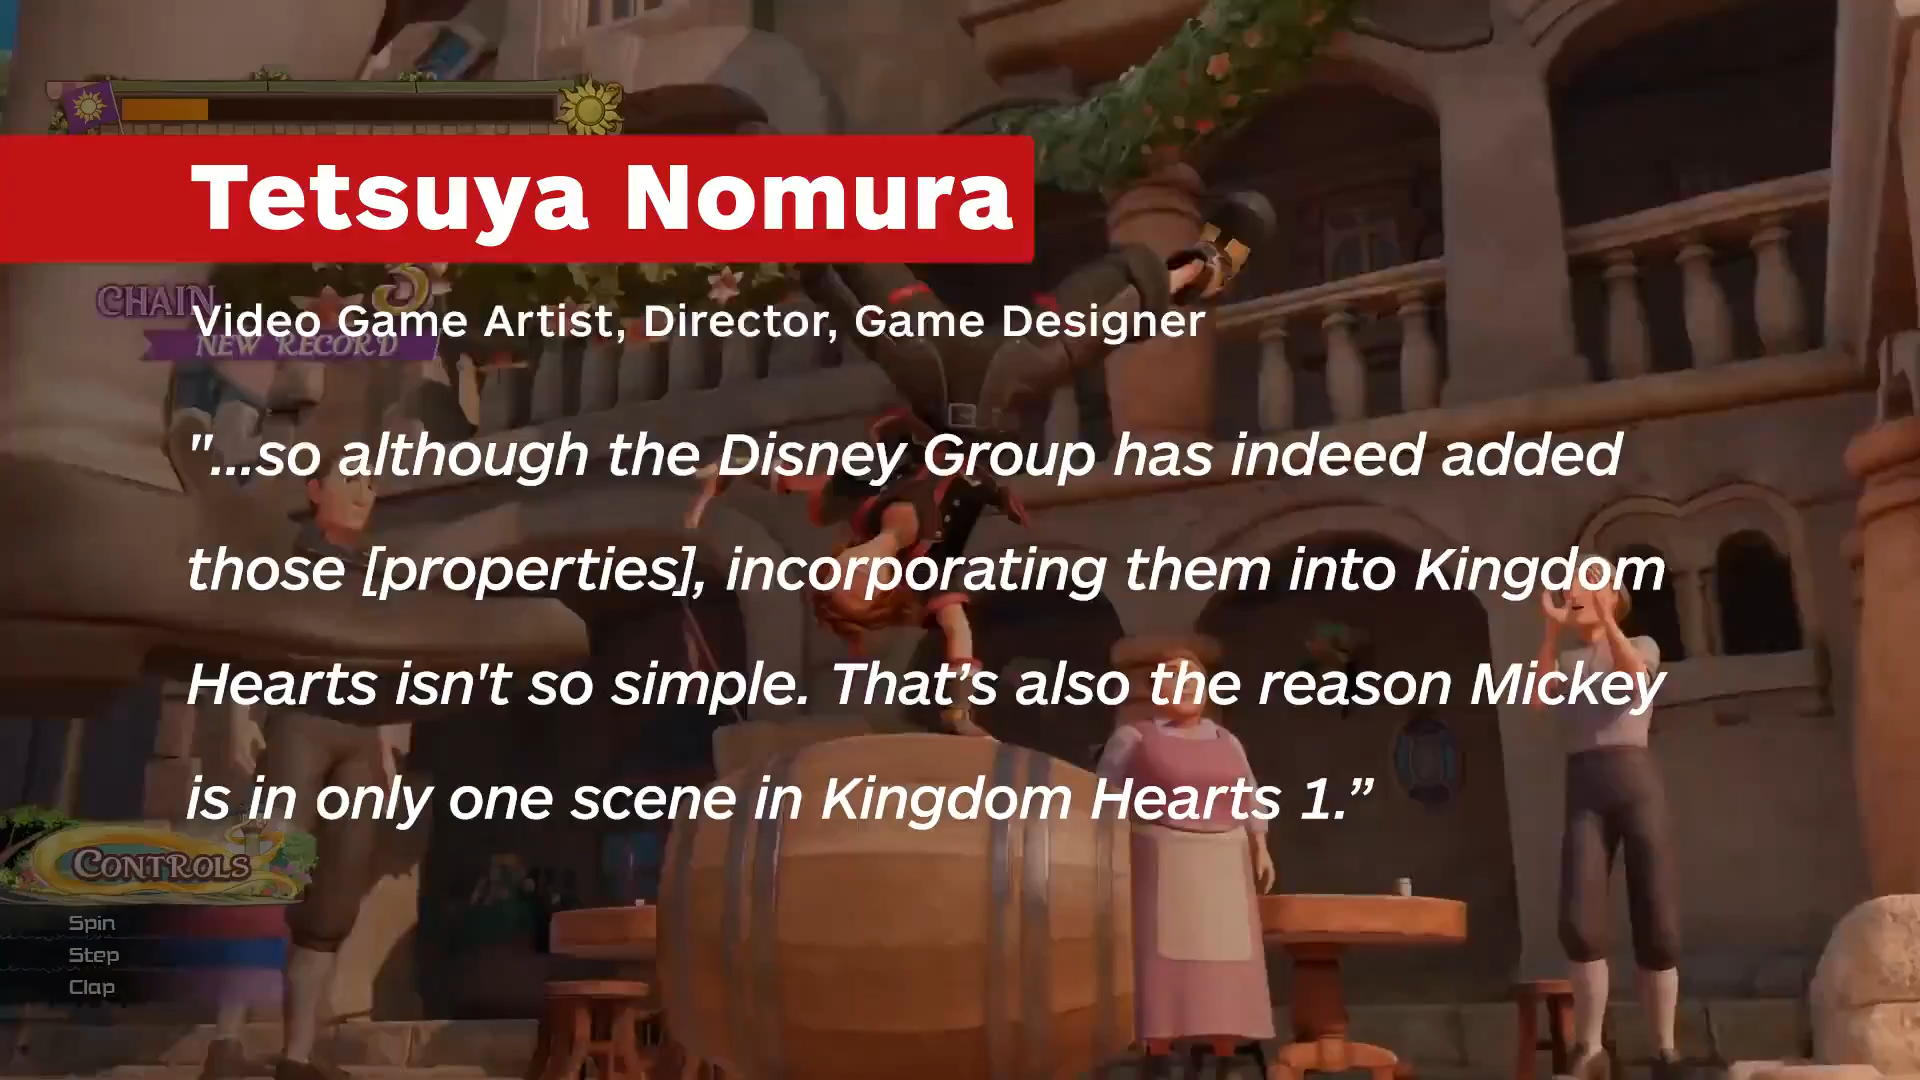 Tetsuya Nomura
CHAIN
Video Game Artist, Director, Game Designer
NEW RECORD
"...so although the Disney Group has indeed added
those [properties], incorporating them into Kingdom
Hearts isn't so simple. That’s also the reason Mickey
is in only one scene in Kingdom Hearts 1.”
CONTROLS
Spin
Step
Clap